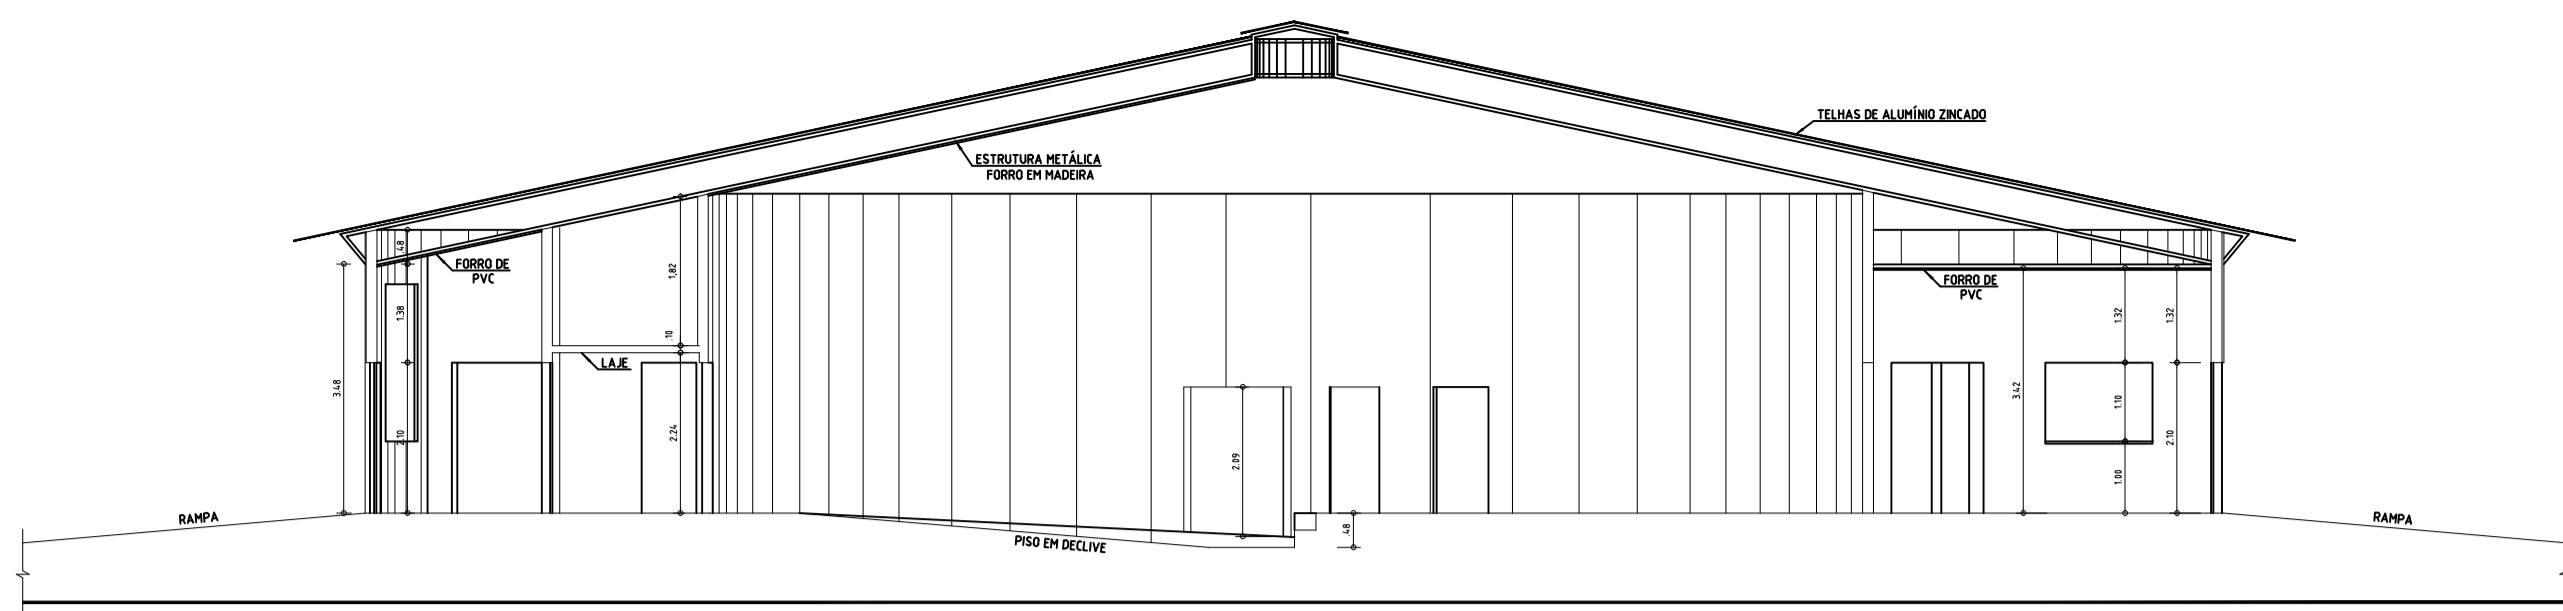 TELHAS DE ALUMÍNIO ZINCADO
ESTRUTURA METÁLICA
FORRO EM MADEIRA
FORRO DE
PVC
FORRO DE
PVC
LAJE
RAMPA
PISO EM DECLIVE
RAMPA
3.48
.48
1.38
2.10
1,82
.10
2.24
2.09
.48
3.42
1.32
1.10
1.00
1.32
2.10